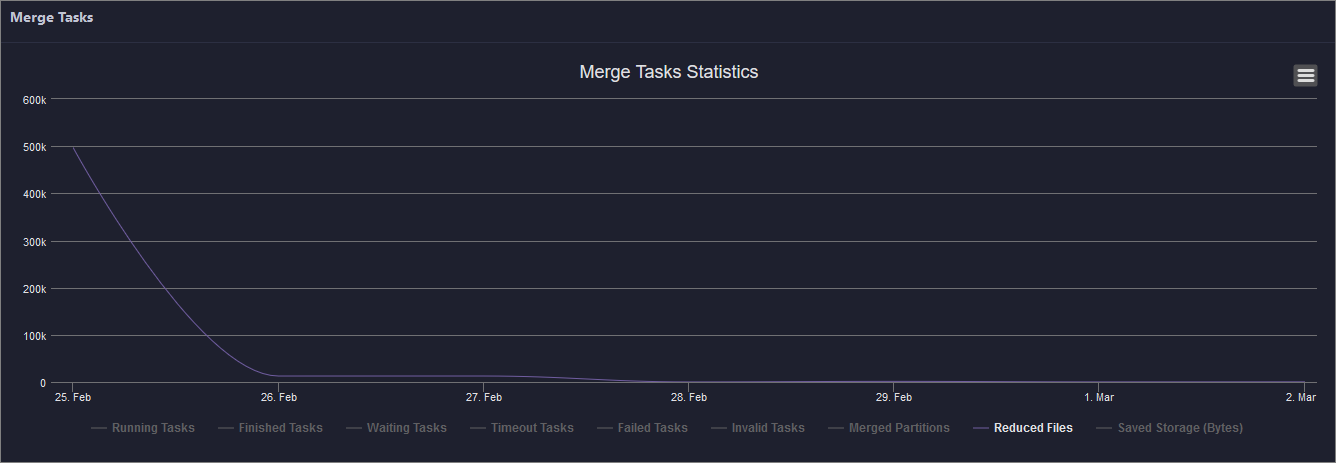 Merge Tasks
Merge Tasks Statistics
600k
500k
400k
300k
200k
100k
0
25. Feb 26. Feb 27. Feb 28. Feb 29. Feb 1. Mar 2. Mar
Running Tasks Finished Tasks Waiting Tasks Timeout Tasks Failed Tasks Invalid Tasks Merged Partitions Reduced Files Saved Storage (Bytes)